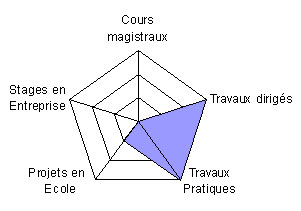 Cours
magistraux
Stages en
Entreprise
Travaux dirigés
Projets en
Ecole
Travaux
Pratiques